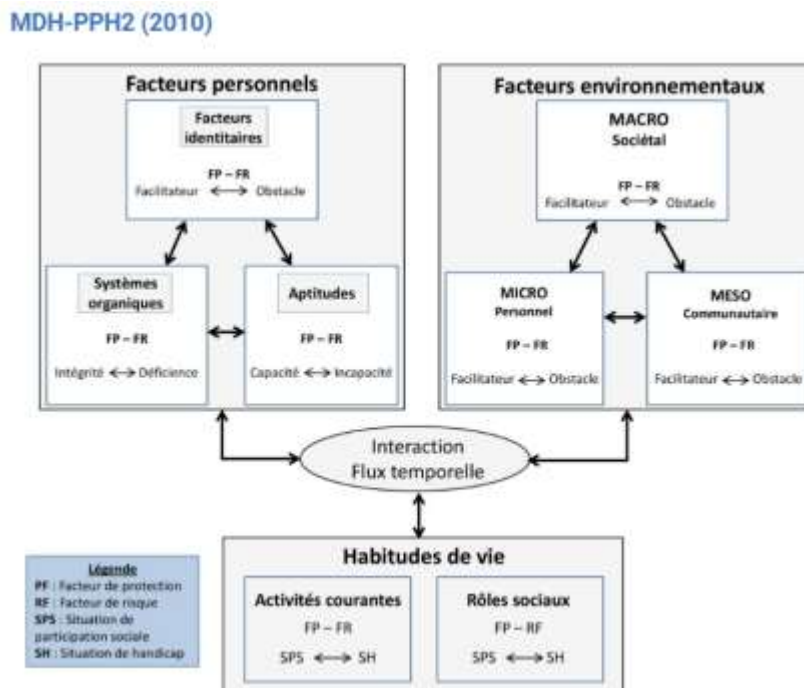 MDH-PPH2 (2010)
Facteurs personnels
Facteurs
identitaires
FP – FR
Facilitateur Obstacle
Systèmes
organiques
FP – FR
Intégrité Déficience
Aptitudes
FP – FR
Capacité Incapacité
Facteurs environnementaux
MACRO
Sociétal
FP – FR
Facilitateur Obstacle
MICRO
Personnel
FP – FR
Facilitateur Obstacle
MESO
Communautaire
FP – FR
Facilitateur Obstacle
Interaction
Flux temporelle
Habitudes de vie
Activités courantes
FP – FR
SPS SH
Rôles sociaux
FP – RF
SPS SH
Légende
PF : Facteur de protection
RF : Facteur de risque
SPS : Situation de
participation sociale
SH : Situation de handicap